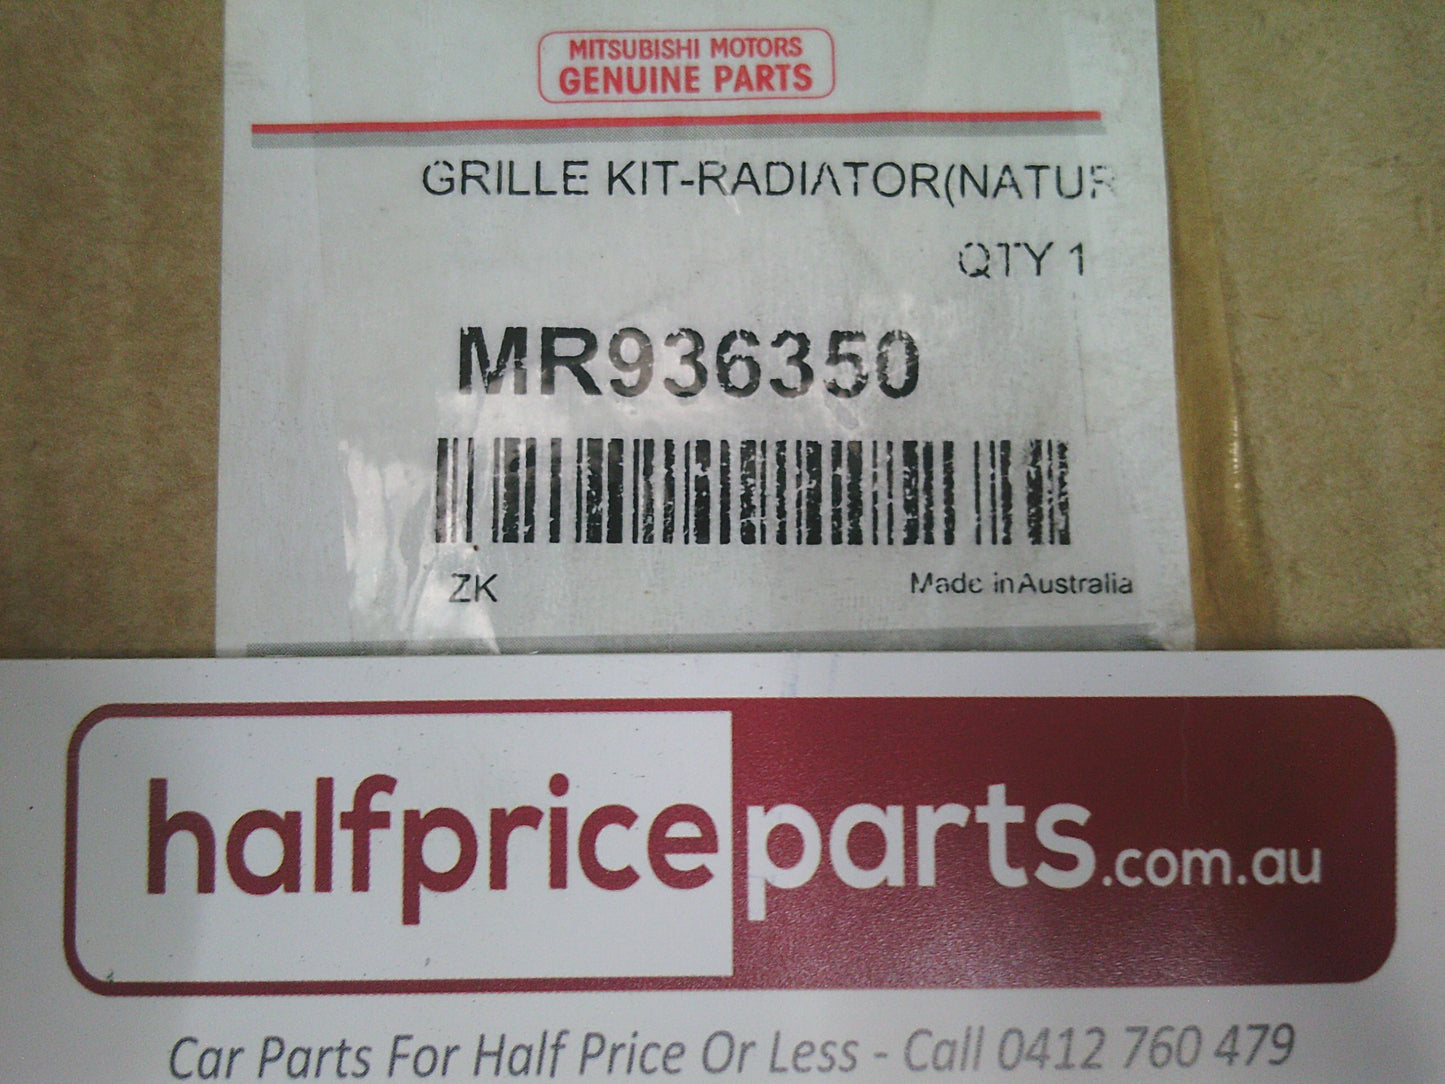 MITSUBISHI MOTORS
GENUINE PARTS
GRILLE KIT-RADIATOR(NATUR
QTY 1
MR936350
ZK
Made in Australia
halfpriceparts.com.au
Car Parts For Half Price Or Less - Call 0412 760 479